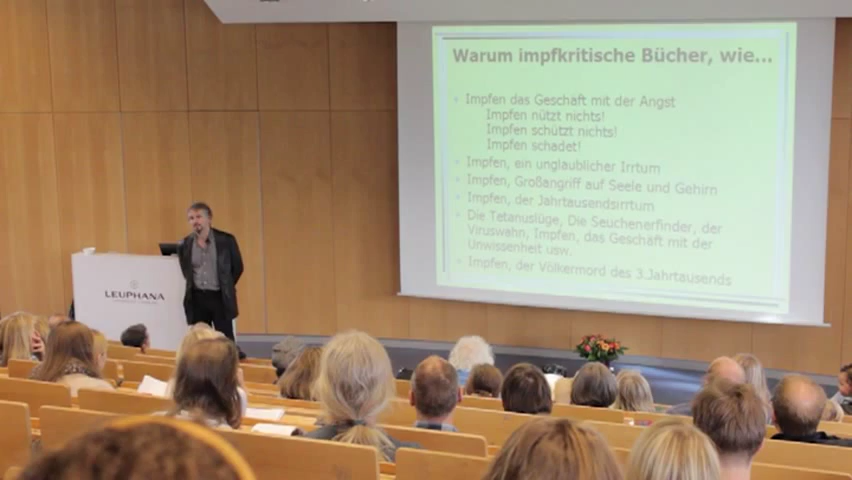 Warum impfkritische Bücher, wie...
Impfen das Geschäft mit der Angst
Impfen nützt nichts!
Impfen schützt nichts!
Impfen schadet!
Impfen, ein unglaublicher Irrtum
Impfen, Großangriff auf Seele und Gehirn
Impfen, der Jahrtausendsirrtum
Die Tetanuslüge, Die Seuchenerfinder, der
Viruswahn, Impfen, das Geschäft mit der
Unwissenheit usw.
Impfen, der Völkermord des 3.Jahrtausends
LEUPHANA